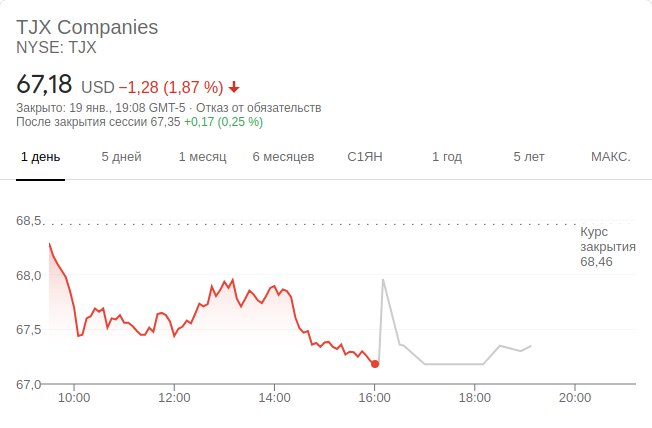 TJX Companies
NYSE: TJX
67,18 USD −1,28 (1,87 %)
Закрыто: 19 янв., 19:08 GMT-5 · Отказ от обязательств
После закрытия сессии 67,35 +0,17 (0,25 %)
1 день 5 дней 1 месяц 6 месяцев С1ЯН 1 год 5 лет МАКС.
68,5
Курс
закрытия
68,46
68,0
67,5
67,0
10:00 12:00 14:00 16:00 18:00 20:00